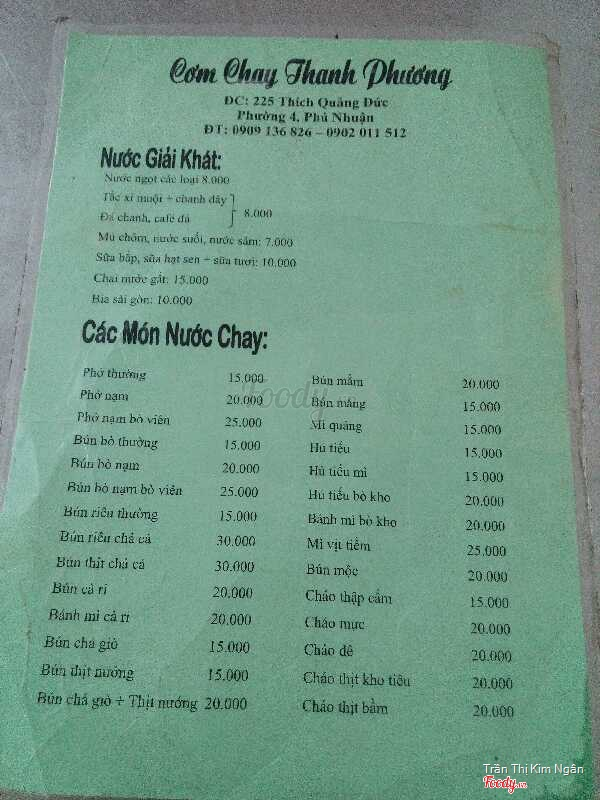 Cơm Chay Thanh Phương
ĐC: 225 Thích Quảng Đức
Phường 4, Phú Nhuận
ĐT: 0909 136 826 – 0902 011 512
Nước Giải Khát:
Nước ngọt các loại 8.000
Tắc xí muội + chanh dây
Đá chanh, café đá
8.000
Mủ chôm, nước suối, nước sâm: 7.000
Sữa bắp, sữa hạt sen + sữa tươi: 10.000
Chai nước gắt: 15.000
Bia sài gòn: 10.000
Các Món Nước Chay:
Phở thường 15.000
Phở nạm 20.000
Phở nạm bò viên 25.000
Bún bò thường 15.000
Bún bò nạm 20.000
Bún bò nạm bò viên 25.000
Bún riêu thường 15.000
Bún riêu chả cá 30.000
Bún thịt chả cá 30.000
Bún cà ri 20.000
Bánh mì cà ri 20.000
Bún chả giò 15.000
Bún thịt nướng 15.000
Bún chả giò + Thịt nướng 20.000
Bún mắm 20.000
Bún măng 15.000
Mì quảng 15.000
Hủ tiếu 15.000
Hủ tiếu mì 15.000
Hủ tiếu bò kho 20.000
Bánh mì bò kho 20.000
Mì vịt tiềm 25.000
Bún mộc 20.000
Cháo thập cẩm 15.000
Cháo mực 20.000
Cháo dê 20.000
Cháo thịt kho tiêu 20.000
Cháo thịt bằm 20.000
Foody
Trần Thi Kim Ngân
Foody.vn